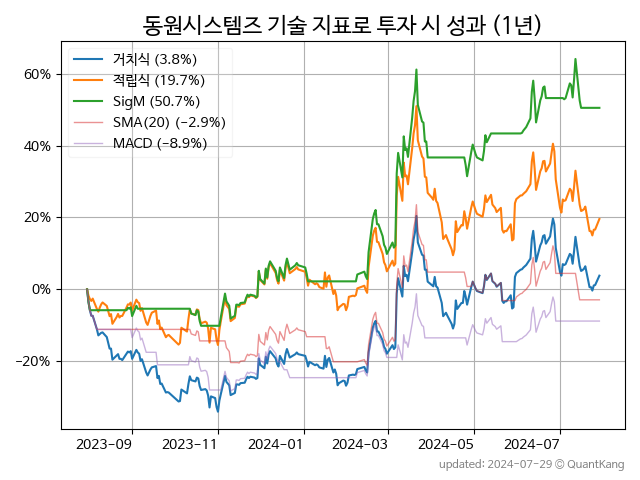 동원시스템즈 기술 지표로 투자 시 성과 (1년)
거치식 (3.8%)
적립식 (19.7%)
SigM (50.7%)
SMA(20) (−2.9%)
MACD (−8.9%)
60%
40%
20%
0%
−20%
2023-09 2023-11 2024-01 2024-03 2024-05 2024-07
updated: 2024-07-29 © QuantKang